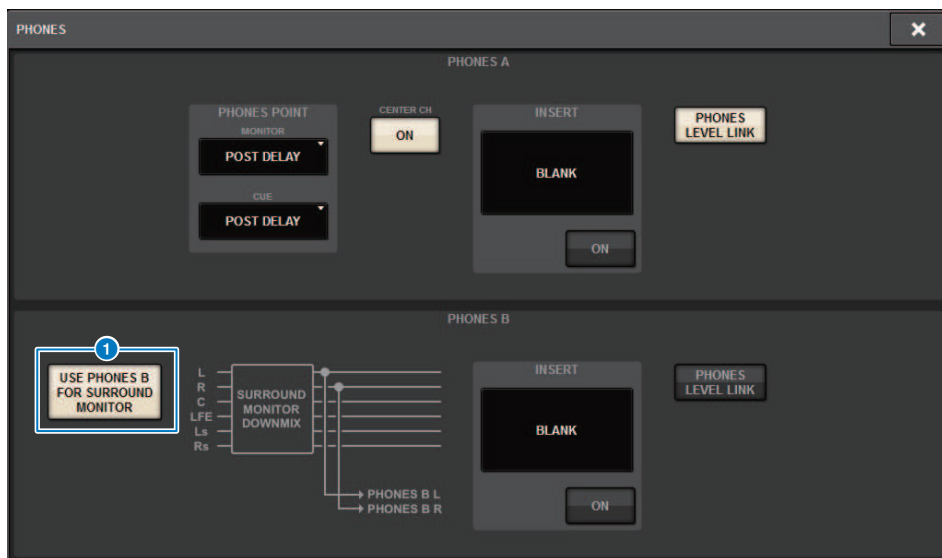 PHONES
PHONES A
PHONES POINT
MONITOR
POST DELAY
CUE
POST DELAY
CENTER CH
ON
INSERT
BLANK
ON
PHONES
LEVEL LINK
PHONES B
1
USE PHONES B
FOR SURROUND
MONITOR
L
R
C
LFE
Ls
Rs
SURROUND
MONITOR
DOWNMIX
PHONES B L
PHONES B R
INSERT
BLANK
ON
PHONES
LEVEL LINK